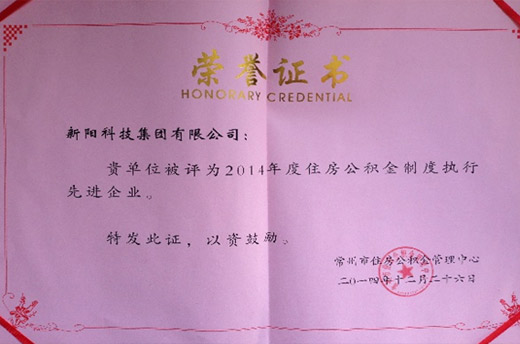 荣誉证书
HONORARY CREDENTIAL
新阳科技集团有限公司:
贵单位被评为2014年度住房公积金制度执行
先进企业。
特发此证,以资鼓励。
常州市住房公积金管理中心
二〇一四年十二月二十六日